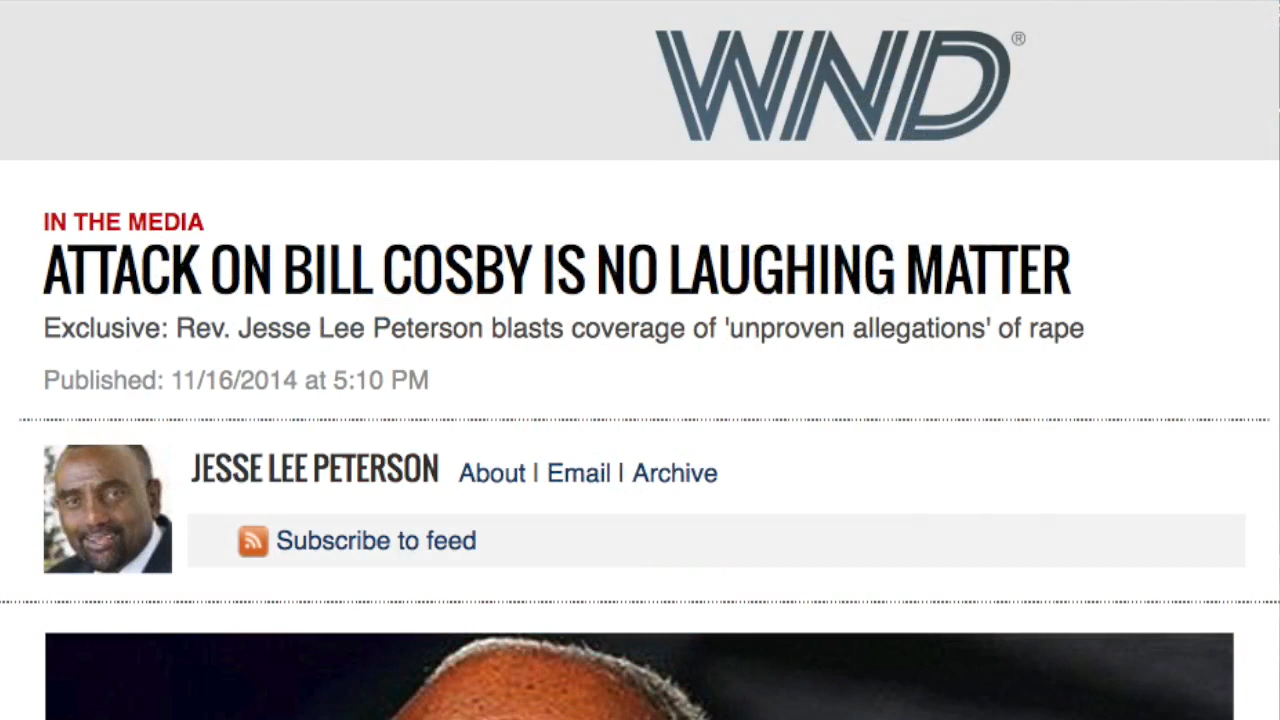 WND®
IN THE MEDIA
ATTACK ON BILL COSBY IS NO LAUGHING MATTER
Exclusive: Rev. Jesse Lee Peterson blasts coverage of 'unproven allegations' of rape
Published: 11/16/2014 at 5:10 PM
JESSE LEE PETERSON About | Email | Archive
Subscribe to feed